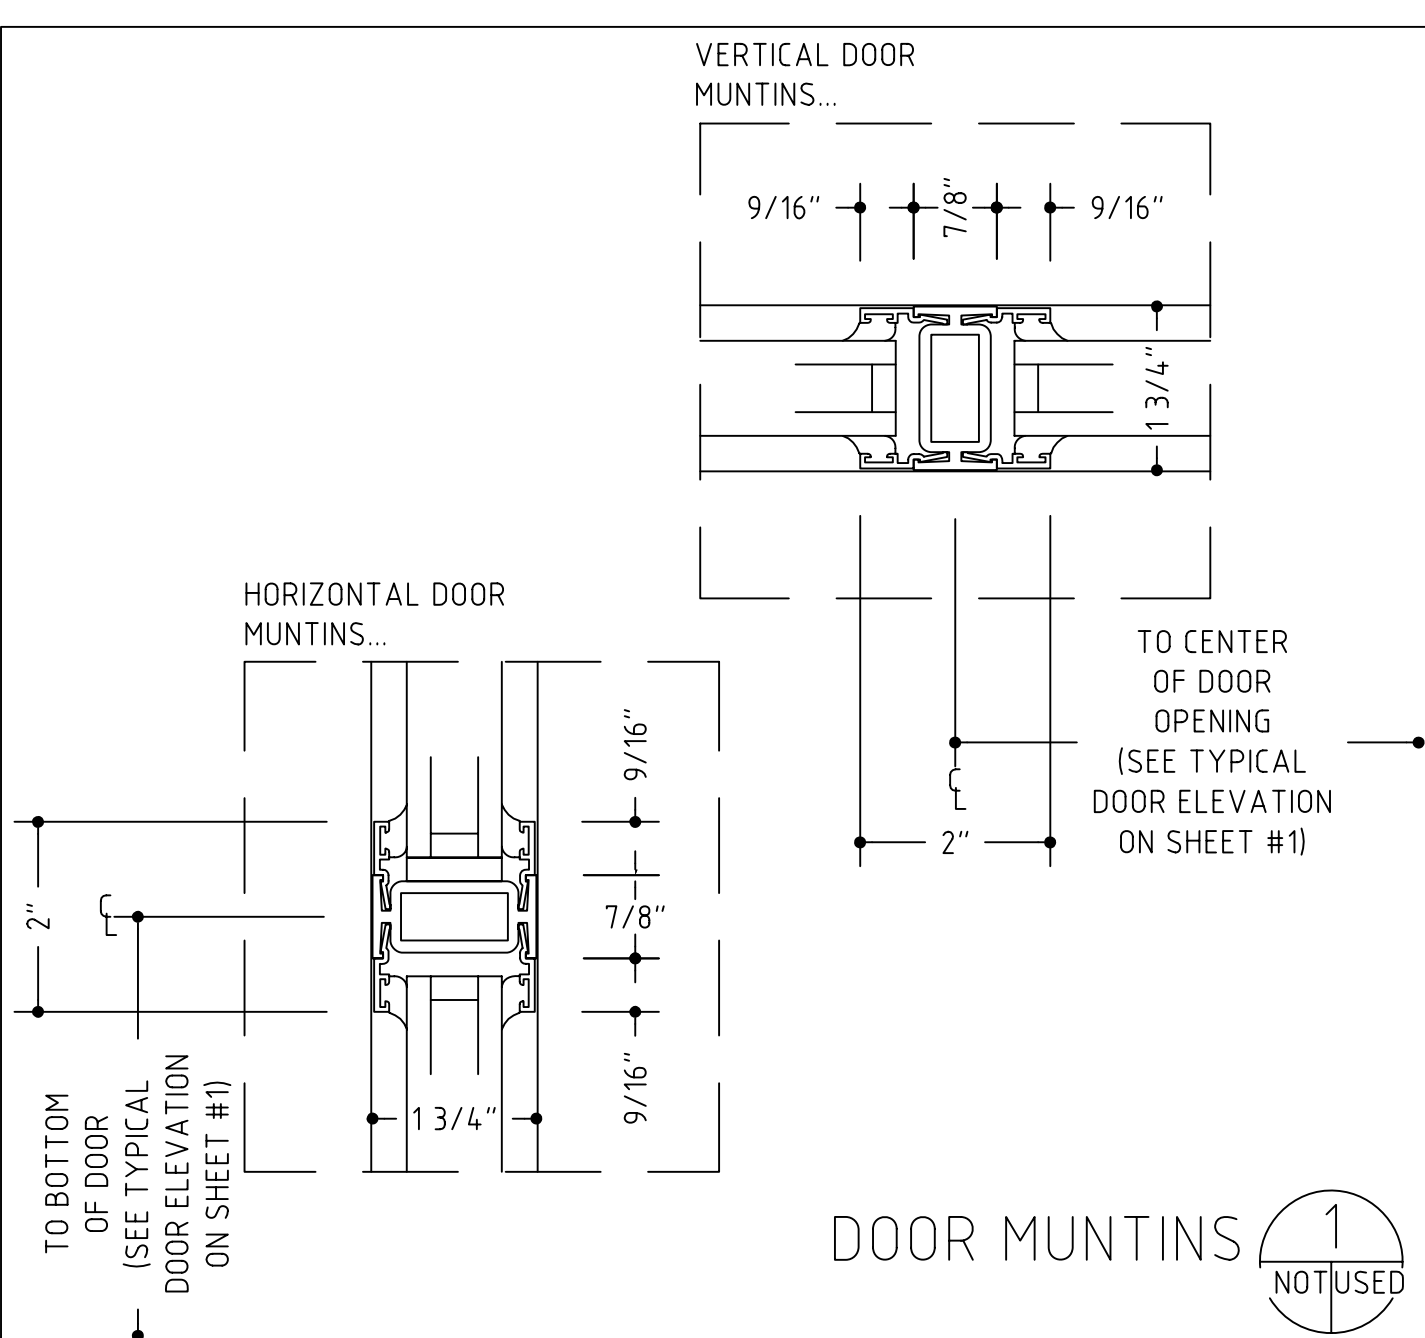 VERTICAL DOOR
MUNTINS...
9/16"
7/8"
9/16"
1 3/4"
TO CENTER
OF DOOR
OPENING
(SEE TYPICAL
DOOR ELEVATION
ON SHEET #1)
℄
2"
HORIZONTAL DOOR
MUNTINS...
9/16"
2"
℄
7/8"
9/16"
1 3/4"
TO BOTTOM
OF DOOR
(SEE TYPICAL
DOOR ELEVATION
ON SHEET #1)
DOOR MUNTINS
1
NOT USED